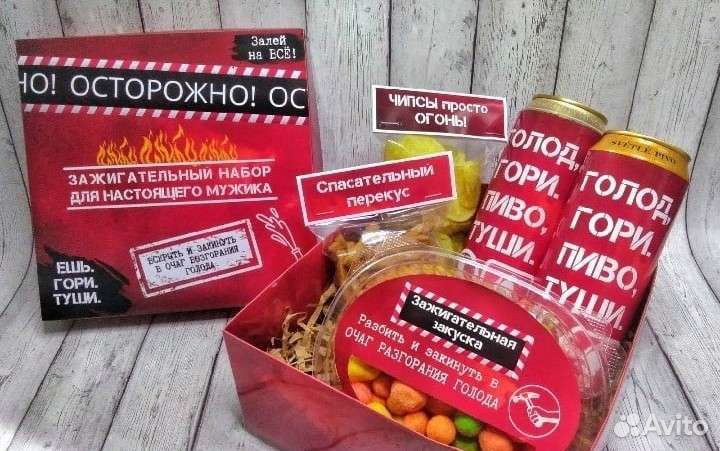 Залей
на ВСЁ!
НО! ОСТОРОЖНО! ОС
ЗАЖИГАТЕЛЬНЫЙ НАБОР
ДЛЯ НАСТОЯЩЕГО МУЖИКА
ВСКРЫТЬ И ЗАКИНУТЬ
В ОЧАГ РАЗГОРАНИЯ
ГОЛОДА
ЕШЬ.
ГОРИ.
ТУШИ.
ЧИПСЫ просто
ОГОНЬ!
Спасательный
перекус
ГОЛОД,
ГОРИ.
ПИВО,
ТУШИ.
ГОЛОД,
ГОРИ.
ПИВО,
ТУШИ.
Зажигательная
закуска
Разбить и закинуть в
ОЧАГ РАЗГОРАНИЯ ГОЛОДА
Avito